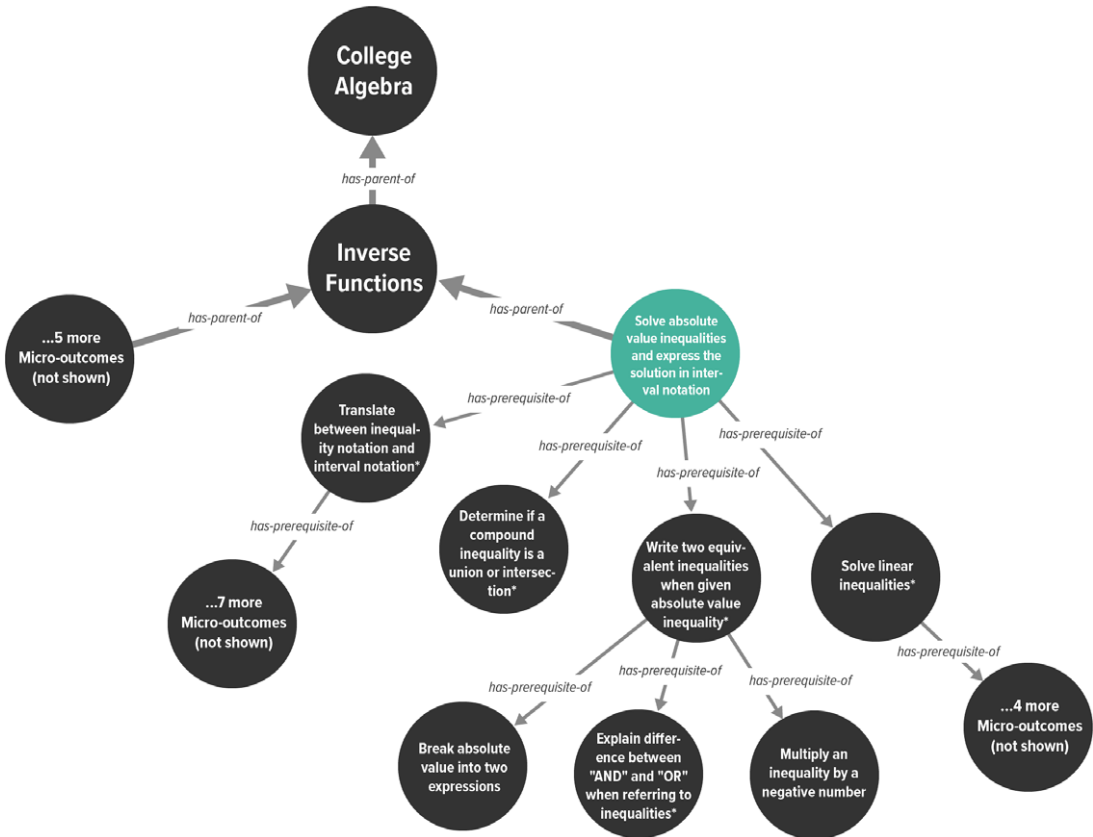 College
Algebra
has-parent-of
Inverse
Functions
has-parent-of
has-parent-of
...5 more
Micro-outcomes
(not shown)
Solve absolute
value inequalities
and express the
solution in inter-
val notation
has-prerequisite-of
has-prerequisite-of
has-prerequisite-of
has-prerequisite-of
Translate
between inequal-
ity notation and
interval notation*
has-prerequisite-of
Determine if a
compound
inequality is a
union or intersec-
tion*
Write two equiv-
alent inequalities
when given
absolute value
inequality*
Solve linear
inequalities*
...7 more
Micro-outcomes
(not shown)
has-prerequisite-of
has-prerequisite-of
has-prerequisite-of
has-prerequisite-of
Break absolute
value into two
expressions
Explain differ-
ence between
"AND" and "OR"
when referring to
inequalities*
Multiply an
inequality by a
negative number
...4 more
Micro-outcomes
(not shown)